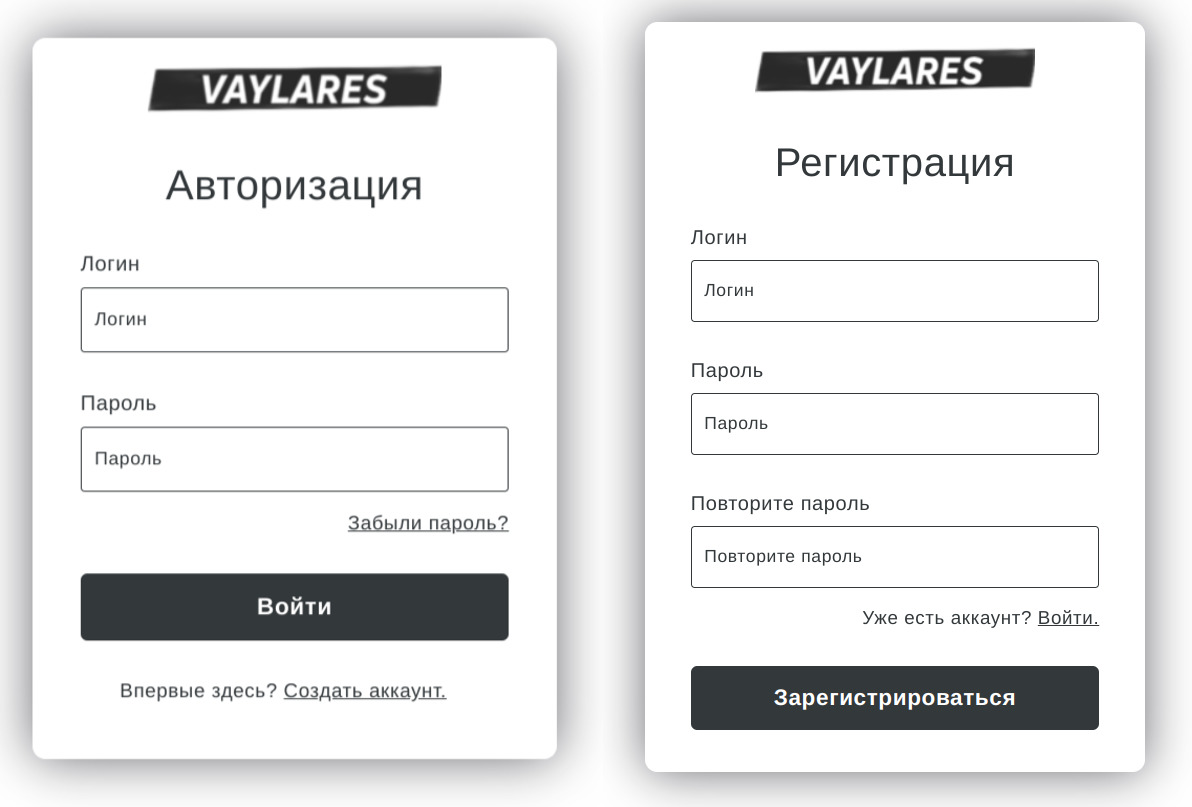 VAYLARES
Авторизация
Логин
Логин
Пароль
Пароль
Забыли пароль?
Войти
Впервые здесь? Создать аккаунт.
VAYLARES
Регистрация
Логин
Логин
Пароль
Пароль
Повторите пароль
Повторите пароль
Уже есть аккаунт? Войти.
Зарегистрироваться